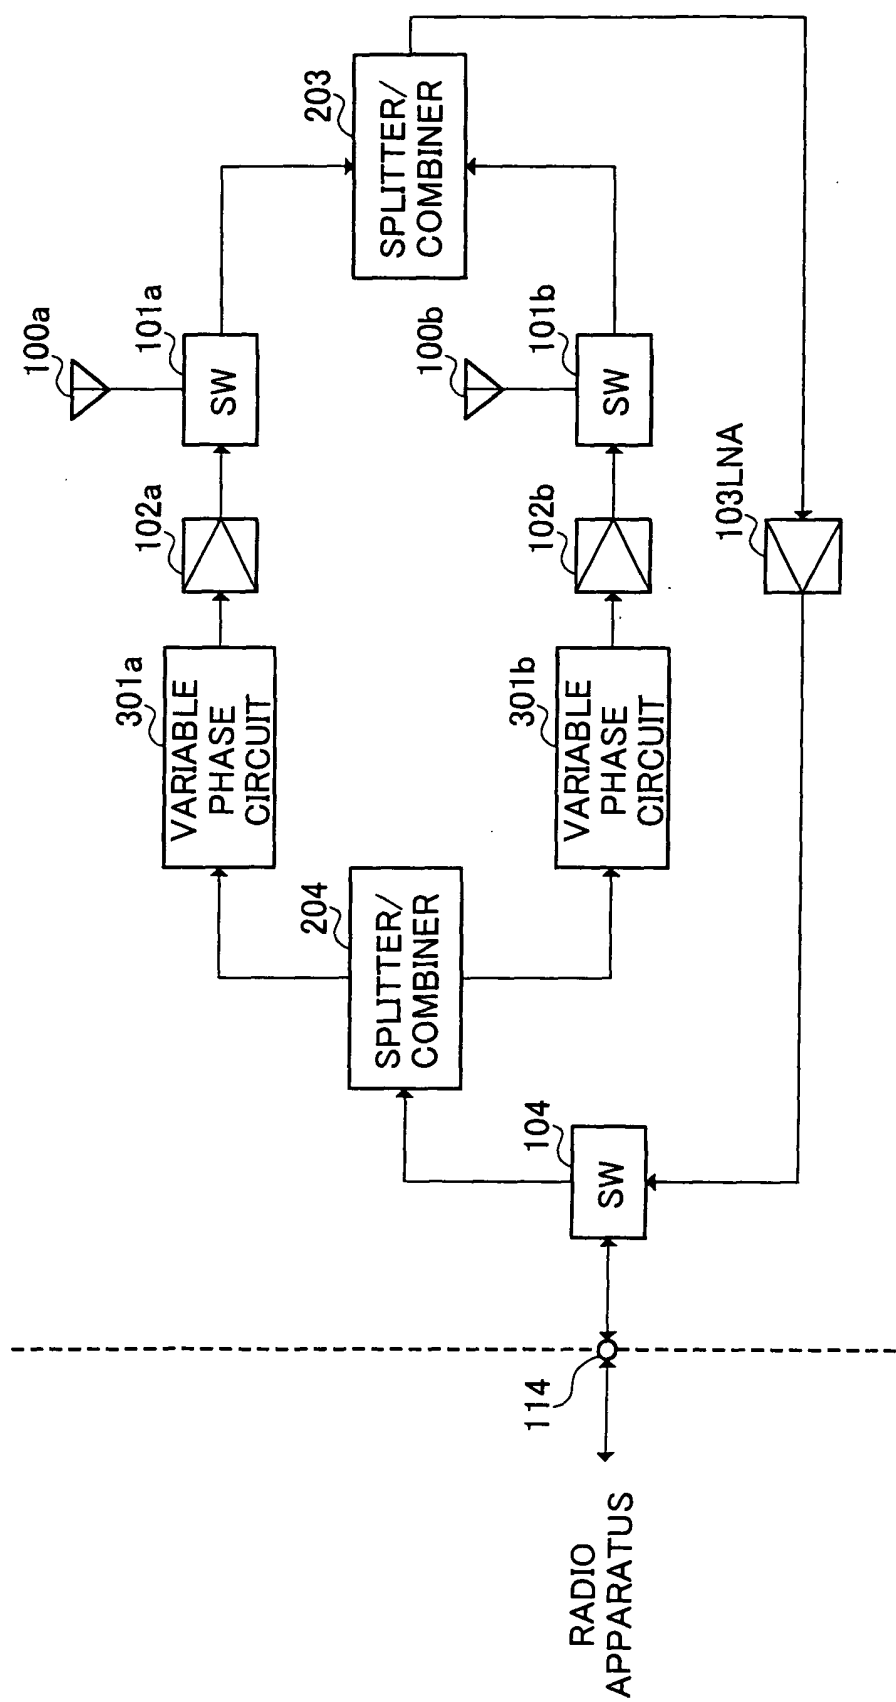 100a
101a
SW
102a
301a
VARIABLE
PHASE
CIRCUIT
203
SPLITTER/
COMBINER
204
SPLITTER/
COMBINER
100b
101b
SW
102b
301b
VARIABLE
PHASE
CIRCUIT
103LNA
104
SW
114
RADIO
APPARATUS